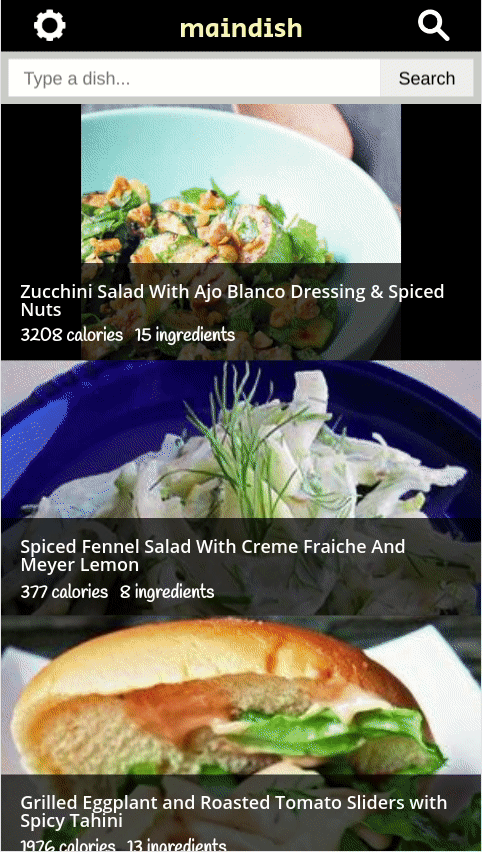 maindish
Type a dish...
Search
Zucchini Salad With Ajo Blanco Dressing & Spiced
Nuts
3208 calories 15 ingredients
Spiced Fennel Salad With Creme Fraiche And
Meyer Lemon
377 calories 8 ingredients
Grilled Eggplant and Roasted Tomato Sliders with
Spicy Tahini
1976 calories 13 ingredients